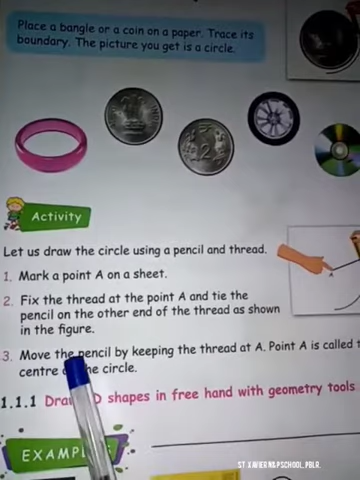 Place a bangle or a coin on a paper. Trace its
boundary. The picture you get is a circle.
Activity
Let us draw the circle using a pencil and thread.
1. Mark a point A on a sheet.
2. Fix the thread at the point A and tie the
pencil on the other end of the thread as shown
in the figure.
3. Move the pencil by keeping the thread at A. Point A is called
centre the circle.
1.1.1 D shapes in free hand with geometry tools
ST.XAVIER N&P SCHOOL, PBLR.